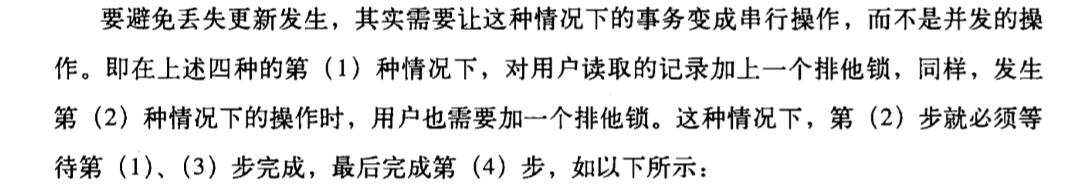 要避免丢失更新发生，其实需要让这种情况下的事务变成串行操作，而不是并发的操
作。即在上述四种的第（1）种情况下，对用户读取的记录加上一个排他锁，同样，发生
第（2）种情况下的操作时，用户也需要加一个排他锁。这种情况下，第（2）步就必须等
待第（1）、（3）步完成，最后完成第（4）步，如以下所示：